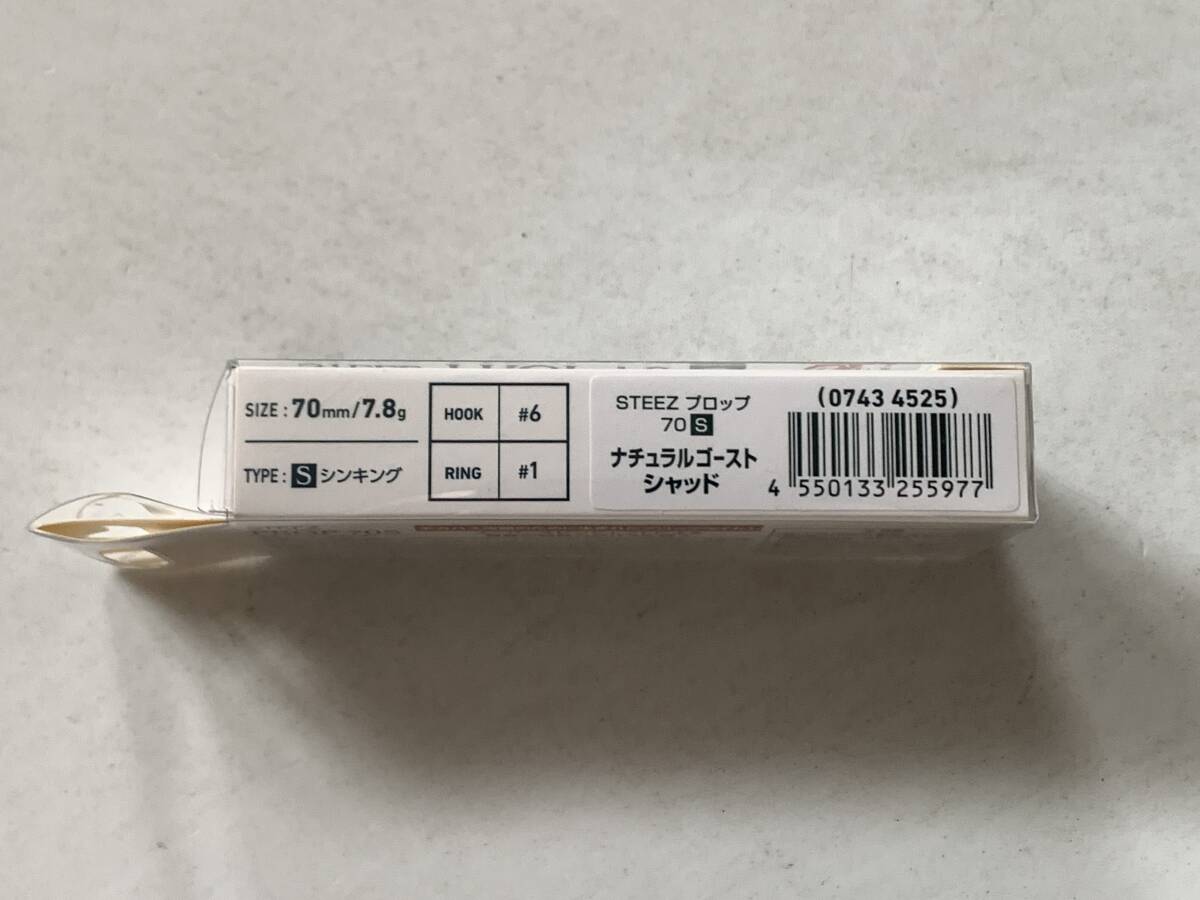 SIZE : 70mm/7.8g
TYPE : S シンキング
HOOK #6
RING #1
STEEZ プロップ
70 S
ナチュラルゴースト
シャッド
(0743 4525)
4 550133 255977